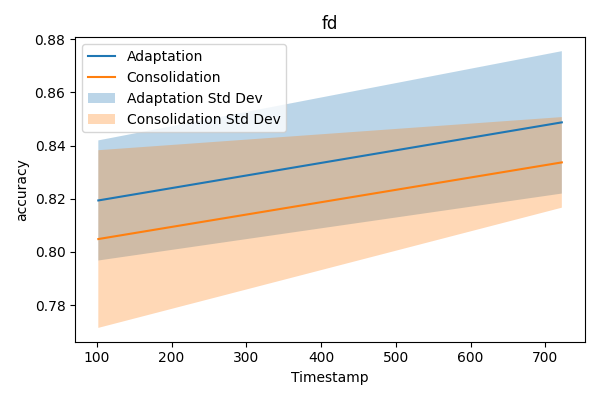 fd
0.88
0.86
0.84
0.82
0.80
0.78
accuracy
Adaptation
Consolidation
Adaptation Std Dev
Consolidation Std Dev
100 200 300 400 500 600 700
Timestamp